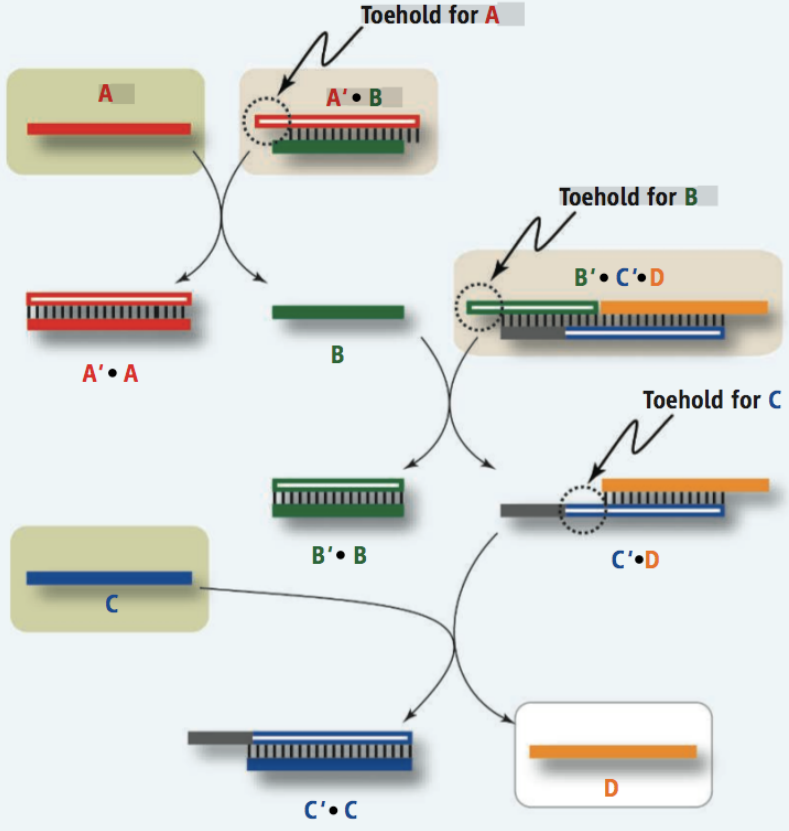 Toehold for A
A
A′• B
Toehold for B
B′• C′•D
A′• A
B
Toehold for C
B′• B
C′•D
C
D
C′• C